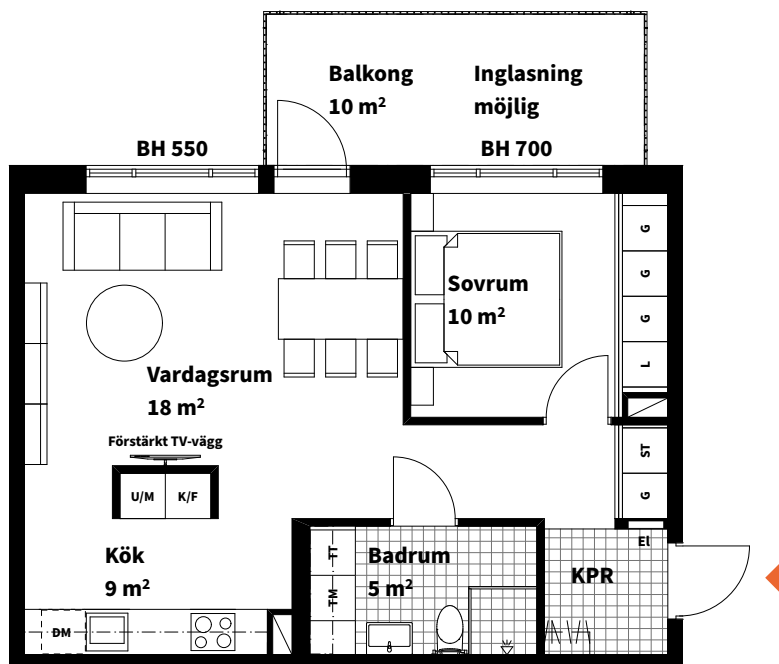 Balkong
10 m²
Inglasning
möjlig
BH 550
BH 700
G
G
G
L
Sovrum
10 m²
Vardagsrum
18 m²
Förstärkt TV-vägg
U/M
K/F
ST
G
El
Kök
9 m²
TT
TM
Badrum
5 m²
KPR
DM